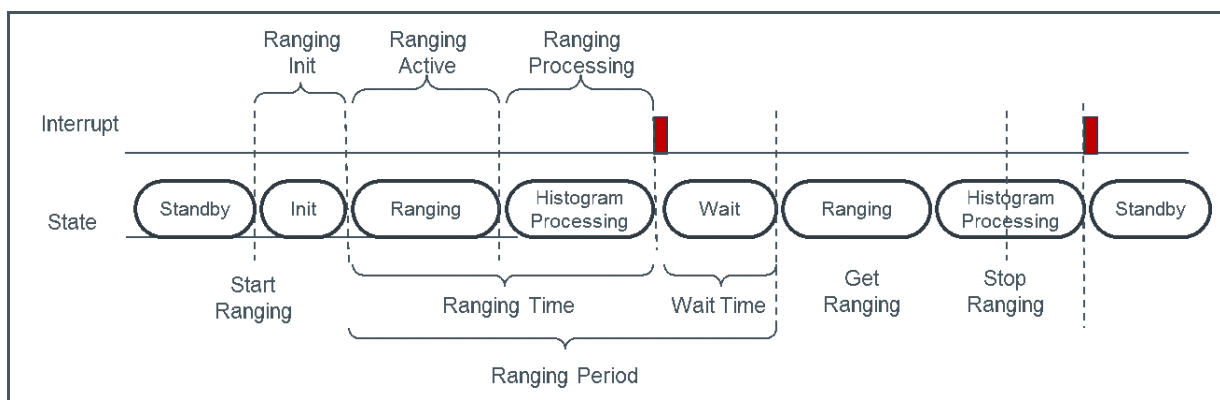 Ranging
Init
Ranging
Active
Ranging
Processing
Interrupt
State
Standby
Init
Ranging
Histogram
Processing
Wait
Ranging
Histogram
Processing
Standby
Start
Ranging
Ranging Time
Wait Time
Get
Ranging
Stop
Ranging
Ranging Period